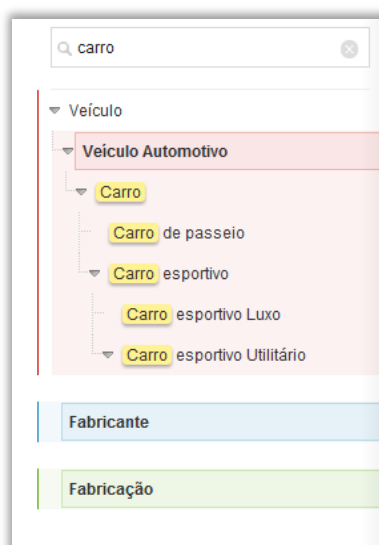 carro
Veículo
Veículo Automotivo
Carro
Carro de passeio
Carro esportivo
Carro esportivo Luxo
Carro esportivo Utilitário
Fabricante
Fabricação